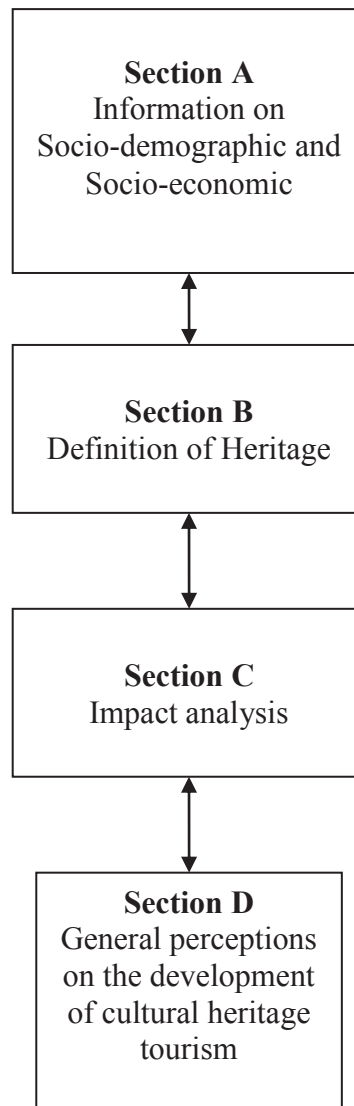 Section A
Information on
Socio-demographic and
Socio-economic
Section B
Definition of Heritage
Section C
Impact analysis
Section D
General perceptions
on the development
of cultural heritage
tourism